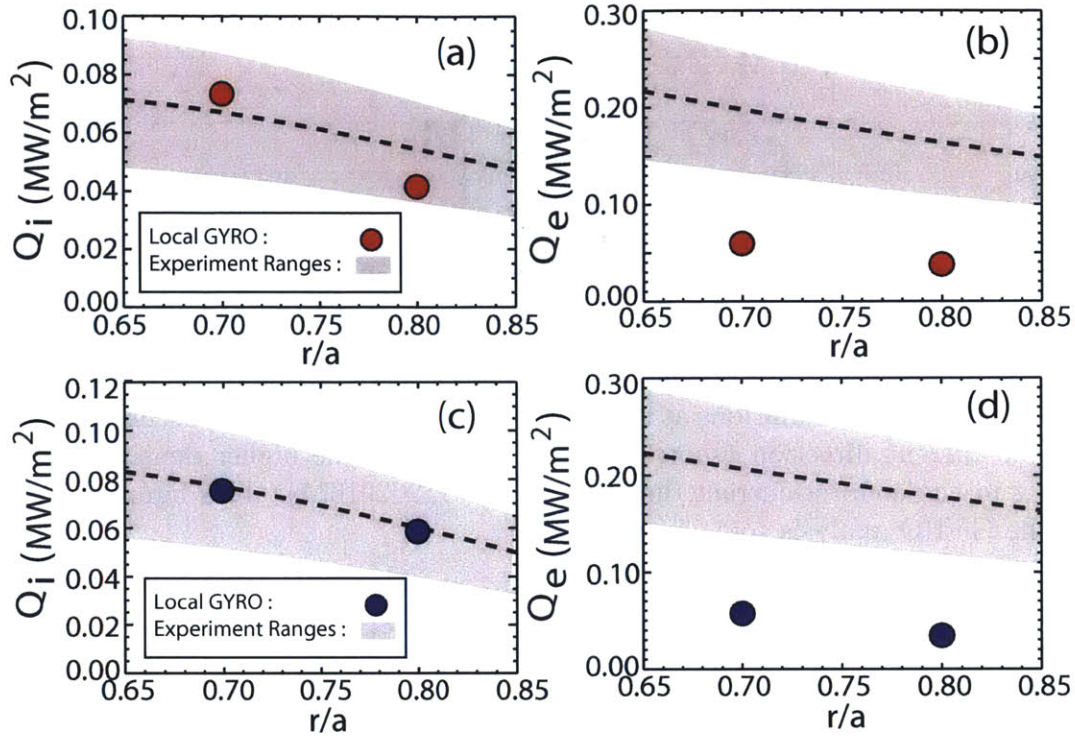 (a)
Q_i (MW/m^2)
0.10
0.08
0.06
0.04
0.02
0.00
Local GYRO :
Experiment Ranges :
0.65 0.70 0.75 0.80 0.85
r/a
(b)
Q_e (MW/m^2)
0.30
0.20
0.10
0.00
0.65 0.70 0.75 0.80 0.85
r/a
(c)
Q_i (MW/m^2)
0.12
0.10
0.08
0.06
0.04
0.02
0.00
Local GYRO :
Experiment Ranges :
0.65 0.70 0.75 0.80 0.85
r/a
(d)
Q_e (MW/m^2)
0.30
0.20
0.10
0.00
0.65 0.70 0.75 0.80 0.85
r/a